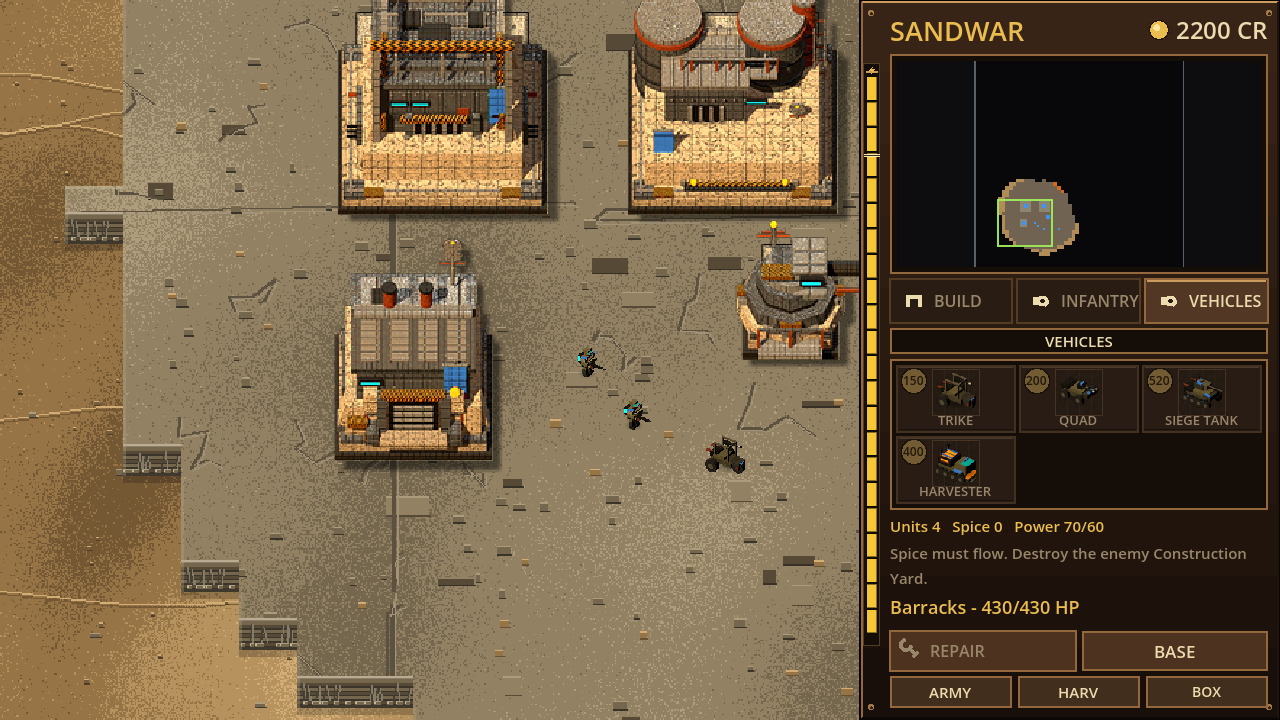 SANDWAR
2200 CR
BUILD
INFANTRY
VEHICLES
VEHICLES
150
TRIKE
200
QUAD
520
SIEGE TANK
400
HARVESTER
Units 4 Spice 0 Power 70/60
Spice must flow. Destroy the enemy Construction
Yard.
Barracks - 430/430 HP
REPAIR
BASE
ARMY
HARV
BOX